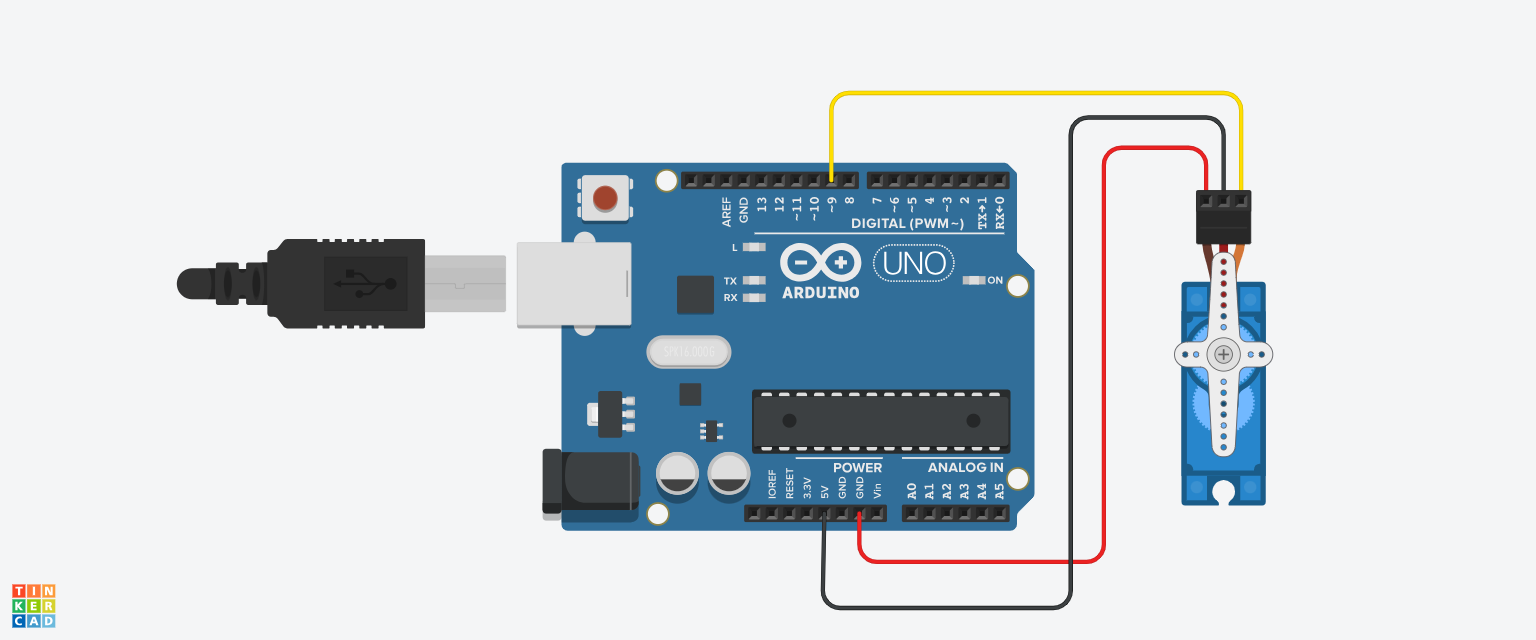 AREF
GND
13
12
~11
~10
~9
8
7
~6
~5
4
~3
2
TX→1
RX←0
DIGITAL (PWM~)
L
TX
RX
UNO
ARDUINO
ON
SPK16.000G
POWER
ANALOG IN
IOREF
RESET
3.3V
5V
GND
GND
Vin
A0
A1
A2
A3
A4
A5
TIN
KER
CAD